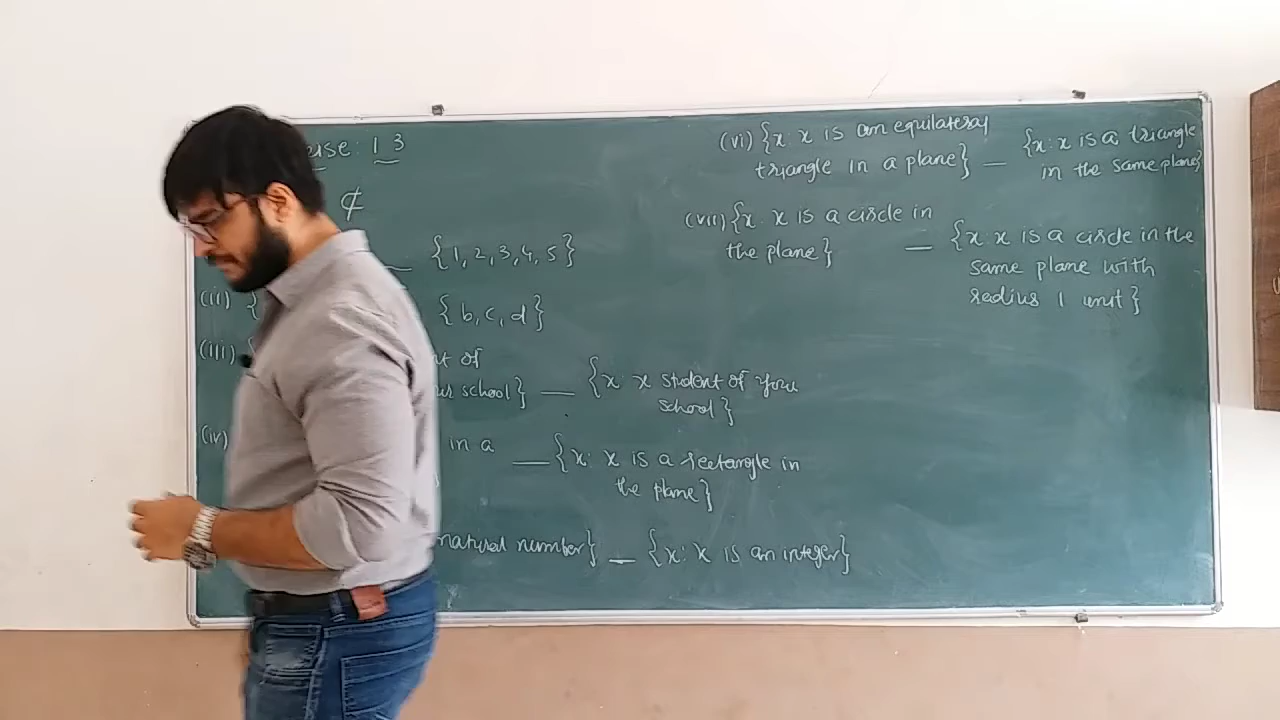 ise: 1 3
⊄
_ {1, 2, 3, 4, 5}
(ii) { {b, c, d}
(iii) { t of
ur school} — {x x student of your
school}
(iv) in a — {x: x is a rectangle in
the plane}
natural number} — {x: x is an integer}
(vi) {x: x is an equilateral
triangle in a plane} — {x: x is a triangle
in the same plane}
(vii) {x. x is a circle in
the plane} — {x: x is a circle in the
same plane with
radius 1 unit}